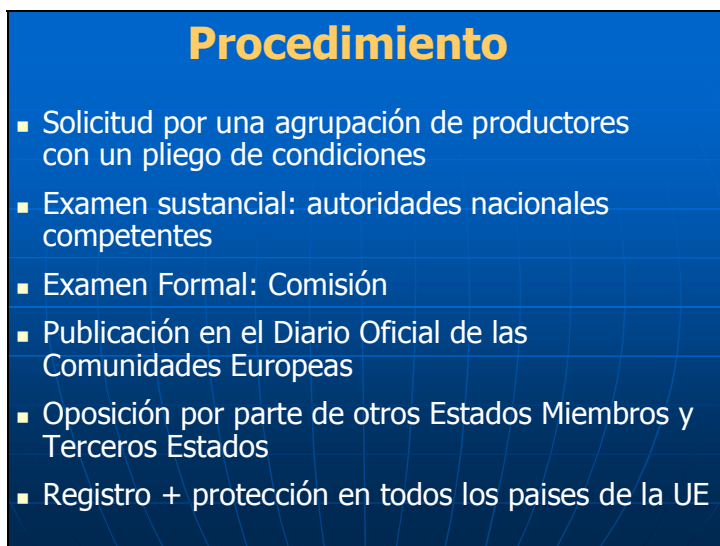 Procedimiento
Solicitud por una agrupación de productores
con un pliego de condiciones
Examen sustancial: autoridades nacionales
competentes
Examen Formal: Comisión
Publicación en el Diario Oficial de las
Comunidades Europeas
Oposición por parte de otros Estados Miembros y
Terceros Estados
Registro + protección en todos los paises de la UE